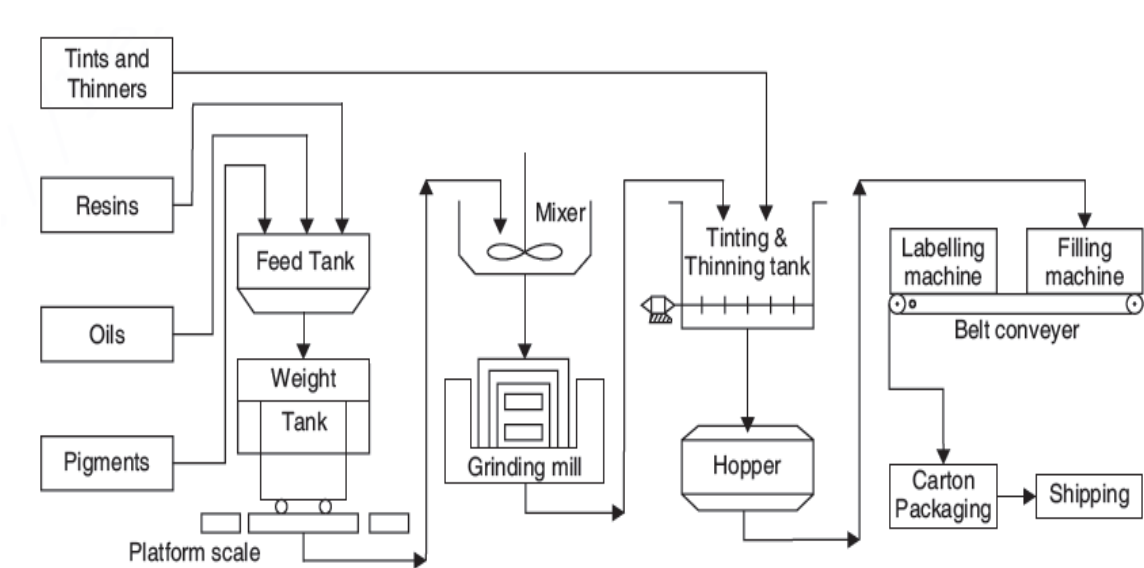 Tints and
Thinners
Resins
Oils
Pigments
Feed Tank
Weight
Tank
Platform scale
Mixer
Grinding mill
Tinting &
Thinning tank
Hopper
Labelling
machine
Filling
machine
Belt conveyer
Carton
Packaging
Shipping